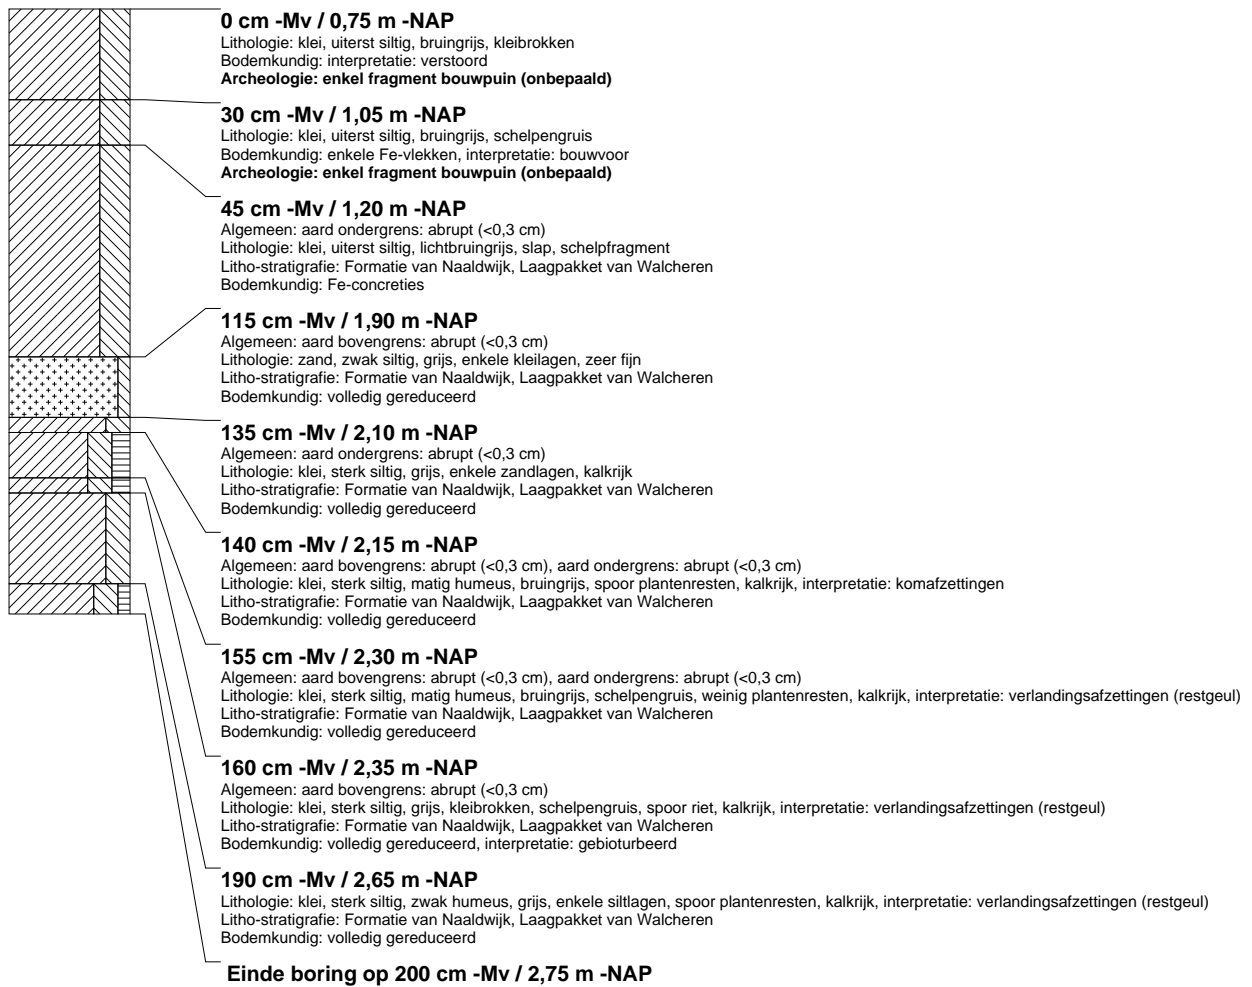 0 cm -Mv / 0,75 m -NAP
Lithologie: klei, uiterst siltig, bruingrijs, kleibrokken
Bodemkundig: interpretatie: verstoord
Archeologie: enkel fragment bouwpuin (onbepaald)
30 cm -Mv / 1,05 m -NAP
Lithologie: klei, uiterst siltig, bruingrijs, schelpengruis
Bodemkundig: enkele Fe-vlekken, interpretatie: bouwvoor
Archeologie: enkel fragment bouwpuin (onbepaald)
45 cm -Mv / 1,20 m -NAP
Algemeen: aard ondergrens: abrupt (<0,3 cm)
Lithologie: klei, uiterst siltig, lichtbruingrijs, slap, schelpfragment
Litho-stratigrafie: Formatie van Naaldwijk, Laagpakket van Walcheren
Bodemkundig: Fe-concreties
115 cm -Mv / 1,90 m -NAP
Algemeen: aard bovengrens: abrupt (<0,3 cm)
Lithologie: zand, zwak siltig, grijs, enkele kleilagen, zeer fijn
Litho-stratigrafie: Formatie van Naaldwijk, Laagpakket van Walcheren
Bodemkundig: volledig gereduceerd
135 cm -Mv / 2,10 m -NAP
Algemeen: aard ondergrens: abrupt (<0,3 cm)
Lithologie: klei, sterk siltig, grijs, enkele zandlagen, kalkrijk
Litho-stratigrafie: Formatie van Naaldwijk, Laagpakket van Walcheren
Bodemkundig: volledig gereduceerd
140 cm -Mv / 2,15 m -NAP
Algemeen: aard bovengrens: abrupt (<0,3 cm), aard ondergrens: abrupt (<0,3 cm)
Lithologie: klei, sterk siltig, matig humeus, bruingrijs, spoor plantenresten, kalkrijk, interpretatie: komafzettingen
Litho-stratigrafie: Formatie van Naaldwijk, Laagpakket van Walcheren
Bodemkundig: volledig gereduceerd
155 cm -Mv / 2,30 m -NAP
Algemeen: aard bovengrens: abrupt (<0,3 cm), aard ondergrens: abrupt (<0,3 cm)
Lithologie: klei, sterk siltig, matig humeus, bruingrijs, schelpengruis, weinig plantenresten, kalkrijk, interpretatie: verlandingsafzettingen (restgeul)
Litho-stratigrafie: Formatie van Naaldwijk, Laagpakket van Walcheren
Bodemkundig: volledig gereduceerd
160 cm -Mv / 2,35 m -NAP
Algemeen: aard bovengrens: abrupt (<0,3 cm)
Lithologie: klei, sterk siltig, grijs, kleibrokken, schelpengruis, spoor riet, kalkrijk, interpretatie: verlandingsafzettingen (restgeul)
Litho-stratigrafie: Formatie van Naaldwijk, Laagpakket van Walcheren
Bodemkundig: volledig gereduceerd, interpretatie: gebioturbeerd
190 cm -Mv / 2,65 m -NAP
Lithologie: klei, sterk siltig, zwak humeus, grijs, enkele siltlagen, spoor plantenresten, kalkrijk, interpretatie: verlandingsafzettingen (restgeul)
Litho-stratigrafie: Formatie van Naaldwijk, Laagpakket van Walcheren
Bodemkundig: volledig gereduceerd
Einde boring op 200 cm -Mv / 2,75 m -NAP